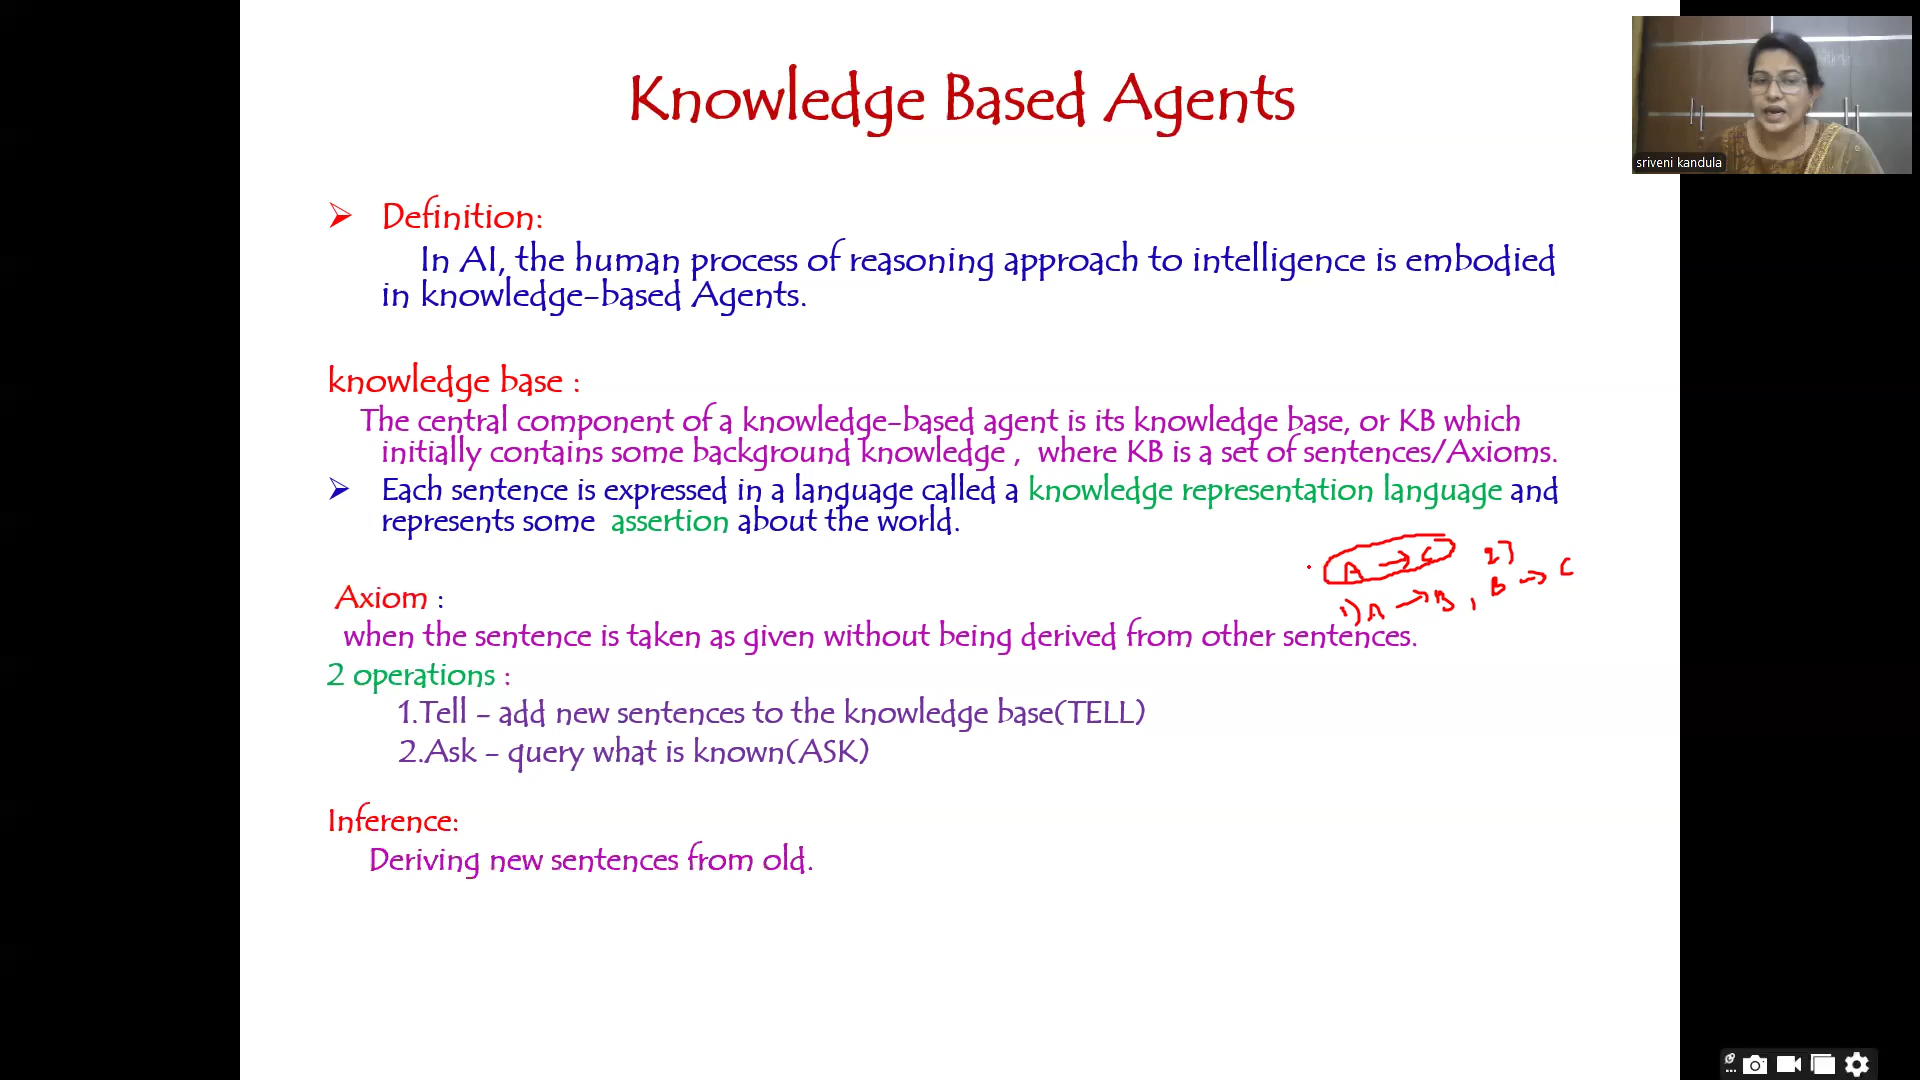 Knowledge Based Agents
sriveni kandula
Definition:
In AI, the human process of reasoning approach to intelligence is embodied
in knowledge-based Agents.
knowledge base :
The central component of a knowledge-based agent is its knowledge base, or KB which
initially contains some background knowledge , where KB is a set of sentences/Axioms.
Each sentence is expressed in a language called a knowledge representation language and
represents some assertion about the world.
A → C 2)
1) A → B , B → C
Axiom :
when the sentence is taken as given without being derived from other sentences.
2 operations :
1.Tell - add new sentences to the knowledge base(TELL)
2.Ask - query what is known(ASK)
Inference:
Deriving new sentences from old.